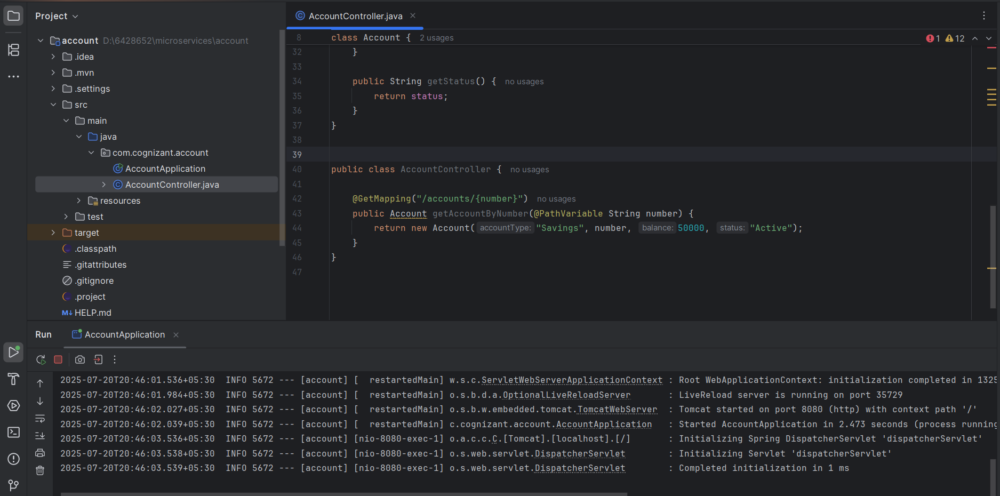 Project
account D:\6428652\microservices\account
.idea
.mvn
.settings
src
main
java
com.cognizant.account
AccountApplication
AccountController.java
resources
test
target
.classpath
.gitattributes
.gitignore
.project
M↓ HELP.md
AccountController.java
8 class Account { 2 usages
1 12
32 }
33
34 public String getStatus() { no usages
35 return status;
36 }
37 }
38
39
40 public class AccountController { no usages
41
42 @GetMapping("/accounts/{number}") no usages
43 public Account getAccountByNumber(@PathVariable String number) {
44 return new Account( accountType: "Savings", number, balance: 50000, status: "Active");
45 }
46 }
47
Run AccountApplication
2025-07-20T20:46:01.536+05:30 INFO 5672 --- [account] [ restartedMain] w.s.c.ServletWebServerApplicationContext : Root WebApplicationContext: initialization completed in 1325
2025-07-20T20:46:01.984+05:30 INFO 5672 --- [account] [ restartedMain] o.s.b.d.a.OptionalLiveReloadServer : LiveReload server is running on port 35729
2025-07-20T20:46:02.027+05:30 INFO 5672 --- [account] [ restartedMain] o.s.b.w.embedded.tomcat.TomcatWebServer : Tomcat started on port 8080 (http) with context path '/'
2025-07-20T20:46:02.039+05:30 INFO 5672 --- [account] [ restartedMain] c.cognizant.account.AccountApplication : Started AccountApplication in 2.473 seconds (process running
2025-07-20T20:46:03.536+05:30 INFO 5672 --- [account] [nio-8080-exec-1] o.a.c.c.C.[Tomcat].[localhost].[/] : Initializing Spring DispatcherServlet 'dispatcherServlet'
2025-07-20T20:46:03.538+05:30 INFO 5672 --- [account] [nio-8080-exec-1] o.s.web.servlet.DispatcherServlet : Initializing Servlet 'dispatcherServlet'
2025-07-20T20:46:03.539+05:30 INFO 5672 --- [account] [nio-8080-exec-1] o.s.web.servlet.DispatcherServlet : Completed initialization in 1 ms